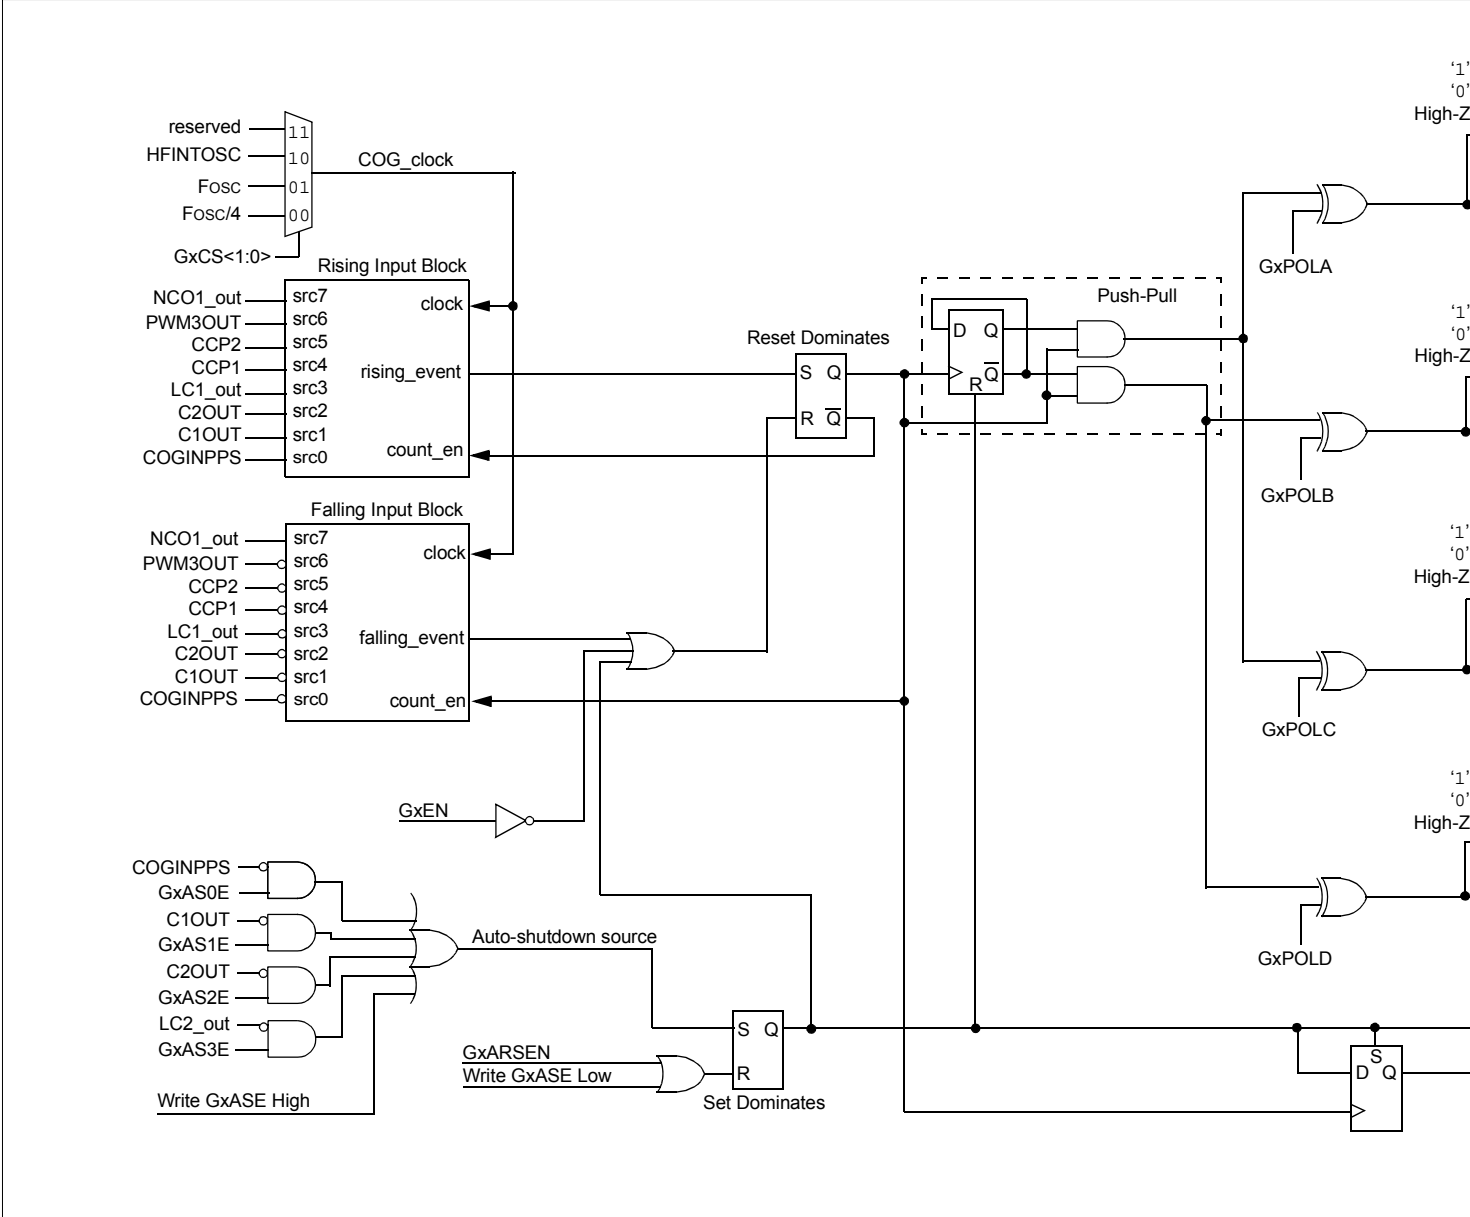 ‘1’
‘0’
High-Z
reserved
11
HFINTOSC
10
COG_clock
FOSC
01
FOSC/4
00
GxCS<1:0>
GxPOLA
Rising Input Block
NCO1_out
src7
clock
PWM3OUT
src6
CCP2
src5
CCP1
src4
rising_event
LC1_out
src3
C2OUT
src2
C1OUT
src1
count_en
COGINPPS
src0
Reset Dominates
S Q
R Q
Push-Pull
D Q
R Q
‘1’
‘0’
High-Z
GxPOLB
Falling Input Block
NCO1_out
src7
clock
PWM3OUT
src6
CCP2
src5
CCP1
src4
LC1_out
src3
falling_event
C2OUT
src2
C1OUT
src1
COGINPPS
src0
count_en
‘1’
‘0’
High-Z
GxPOLC
GxEN
‘1’
‘0’
High-Z
GxPOLD
COGINPPS
GxAS0E
C1OUT
GxAS1E
C2OUT
GxAS2E
LC2_out
GxAS3E
Auto-shutdown source
Write GxASE High
GxARSEN
Write GxASE Low
S Q
R
Set Dominates
S
D Q